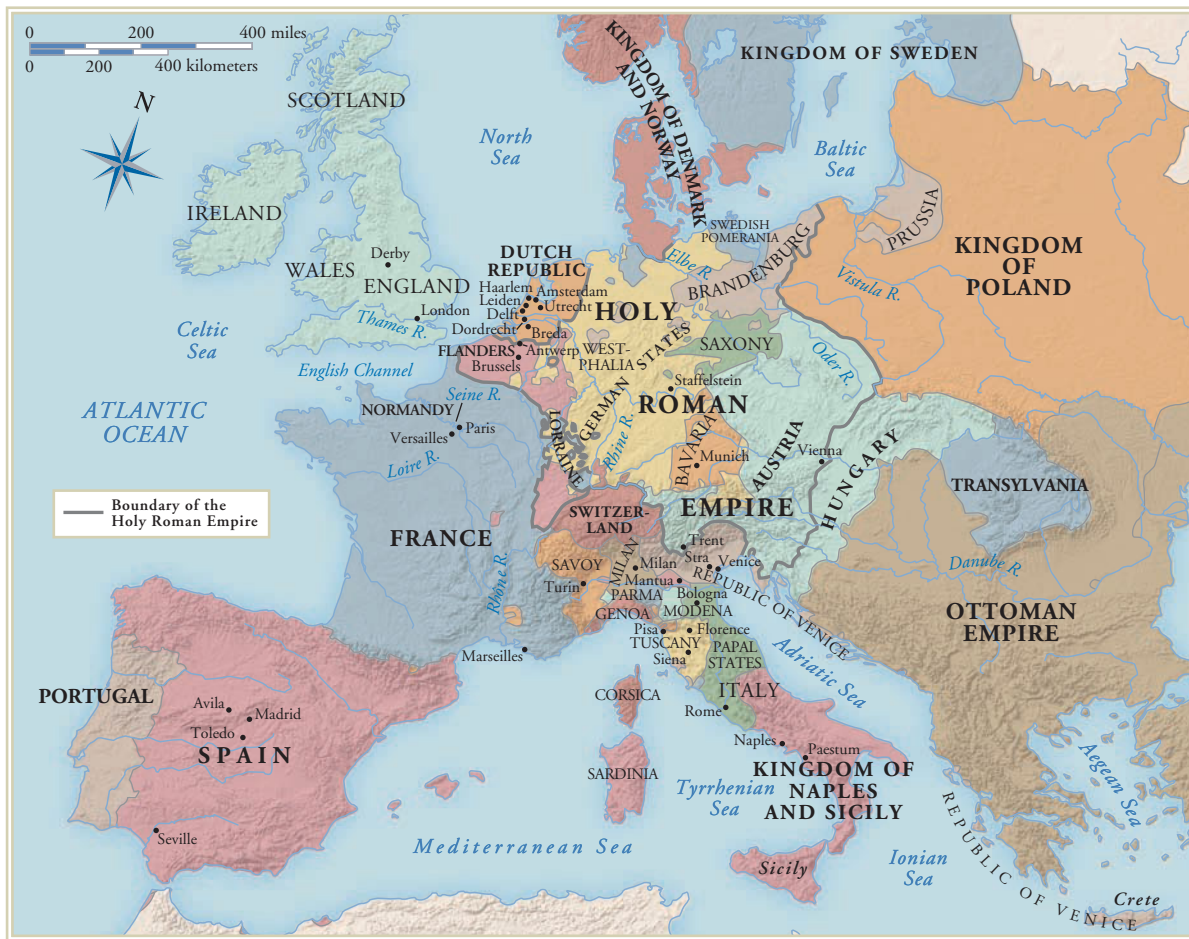 0 200 400 miles
0 200 400 kilometers
N
KINGDOM OF DENMARK
AND NORWAY
KINGDOM OF SWEDEN
SCOTLAND
North
Sea
Baltic
Sea
IRELAND
PRUSSIA
SWEDISH
POMERANIA
KINGDOM
OF
POLAND
Derby
WALES
ENGLAND
DUTCH
REPUBLIC
Elbe R.
BRANDENBURG
Vistula R.
Haarlem
Amsterdam
Leiden
Utrecht
Delft
Dordrecht
Breda
London
Thames R.
Celtic
Sea
HOLY
ROMAN
EMPIRE
FLANDERS
Antwerp
Brussels
WEST-
PHALIA
GERMAN STATES
SAXONY
Oder R.
English Channel
Staffelstein
ATLANTIC
OCEAN
Seine R.
NORMANDY
Paris
Versailles
LORRAINE
Rhine R.
BAVARIA
Munich
AUSTRIA
Vienna
HUNGARY
Loire R.
TRANSYLVANIA
Boundary of the
Holy Roman Empire
FRANCE
SWITZER-
LAND
Trent
Stra
Venice
Rhône R.
SAVOY
MILAN
Milan
Turin
Mantua
PARMA
Bologna
MODENA
REPUBLIC OF VENICE
Danube R.
OTTOMAN
EMPIRE
GENOA
Pisa
Florence
TUSCANY
Siena
PAPAL
STATES
Adriatic Sea
Marseilles
PORTUGAL
Avila
Madrid
Toledo
SPAIN
CORSICA
ITALY
Rome
Naples
Paestum
SARDINIA
Tyrrhenian
Sea
KINGDOM OF
NAPLES
AND SICILY
Aegean Sea
Seville
Mediterranean Sea
Sicily
Ionian
Sea
REPUBLIC OF VENICE
Crete